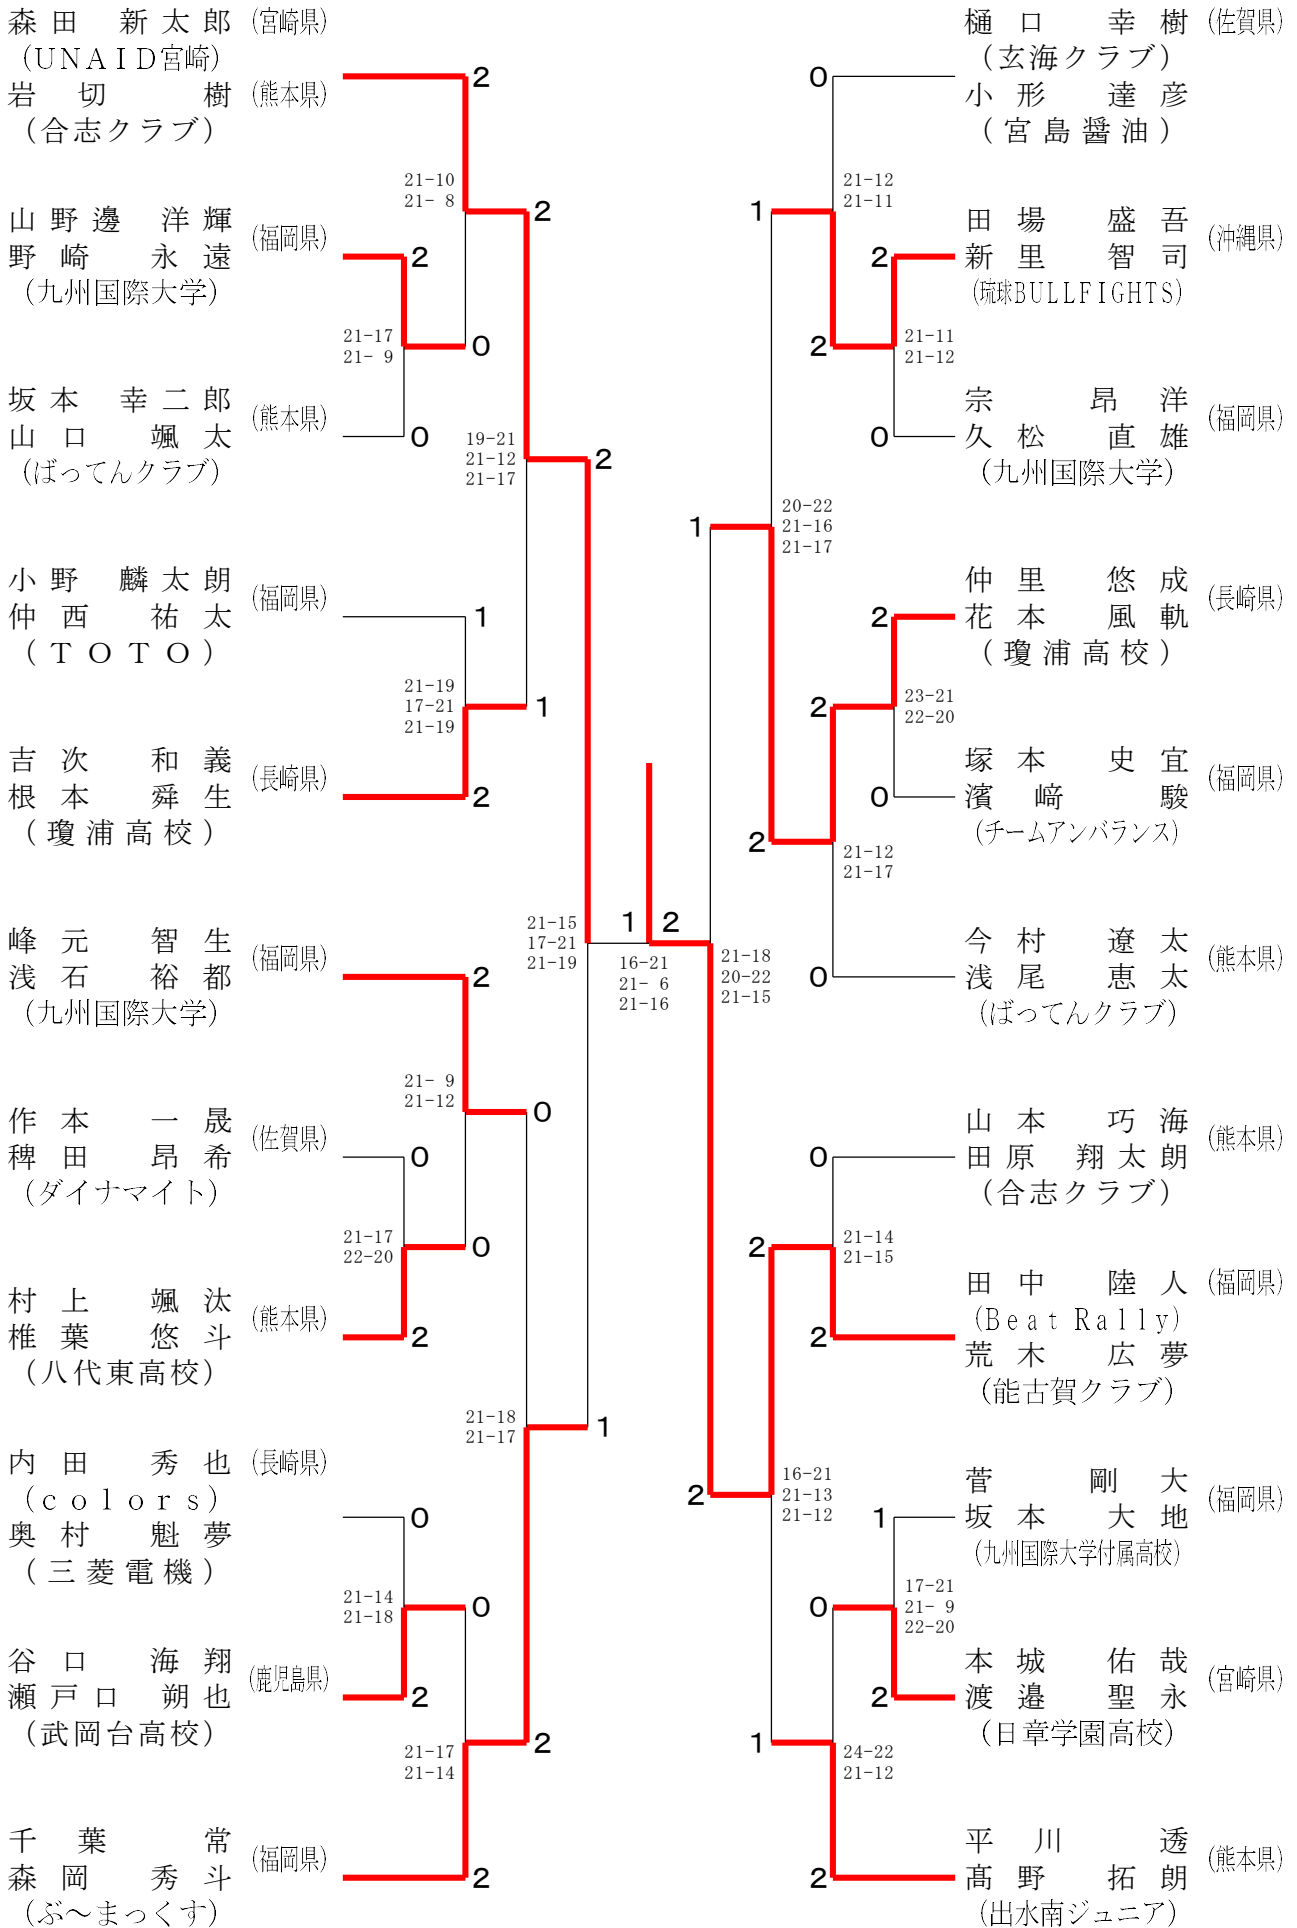 森田 新太郎 (宮崎県)
(UNAID宮崎)
岩切 樹 (熊本県)
(合志クラブ)
2
21-10
21- 8
山野邊 洋輝
野崎 永遠
(福岡県)
(九州国際大学)
2
2
21-17
21- 9
0
坂本 幸二郎
山口 颯太
(熊本県)
(ばってんクラブ)
0
19-21
21-12
21-17
2
小野 麟太朗
仲西 祐太
(福岡県)
(TOTO)
1
21-19
17-21
21-19
1
吉次 和義
根本 舜生
(長崎県)
(瓊浦高校)
2
峰元 智生
浅石 裕都
(福岡県)
(九州国際大学)
2
21-15
17-21
21-19
21- 9
21-12
0
作本 一晟
稗田 昂希
(佐賀県)
(ダイナマイト)
0
21-17
22-20
0
村上 颯汰
椎葉 悠斗
(熊本県)
(八代東高校)
2
21-18
21-17
1
内田 秀也 (長崎県)
(colors)
奥村 魁夢
(三菱電機)
0
21-14
21-18
0
谷口 海翔
瀬戸口 朔也
(鹿児島県)
(武岡台高校)
2
21-17
21-14
2
千葉 常
森岡 秀斗
(福岡県)
(ぶ～まっくす)
2
1 2
16-21
21- 6
21-16
樋口 幸樹 (佐賀県)
(玄海クラブ)
小形 達彦
(宮島醤油)
0
21-12
21-11
1
田場 盛吾
新里 智司
(沖縄県)
(琉球BULLFIGHTS)
2
2
21-11
21-12
宗 昂洋
久松 直雄
(福岡県)
(九州国際大学)
0
20-22
21-16
21-17
1
仲里 悠成
花本 風軌
(長崎県)
(瓊浦高校)
2
2
23-21
22-20
塚本 史宜
濱﨑 駿
(福岡県)
(チームアンバランス)
0
2
21-12
21-17
今村 遼太
浅尾 恵太
(熊本県)
(ばってんクラブ)
0
21-18
20-22
21-15
山本 巧海
田原 翔太朗
(熊本県)
(合志クラブ)
0
2
21-14
21-15
田中 陸人 (福岡県)
(Beat Rally)
荒木 広夢
(能古賀クラブ)
2
2
16-21
21-13
21-12
菅 剛大
坂本 大地
(福岡県)
(九州国際大学付属高校)
1
0
17-21
21- 9
22-20
本城 佑哉
渡邉 聖永
(宮崎県)
(日章学園高校)
2
1
24-22
21-12
平川 透
髙野 拓朗
(熊本県)
(出水南ジュニア)
2